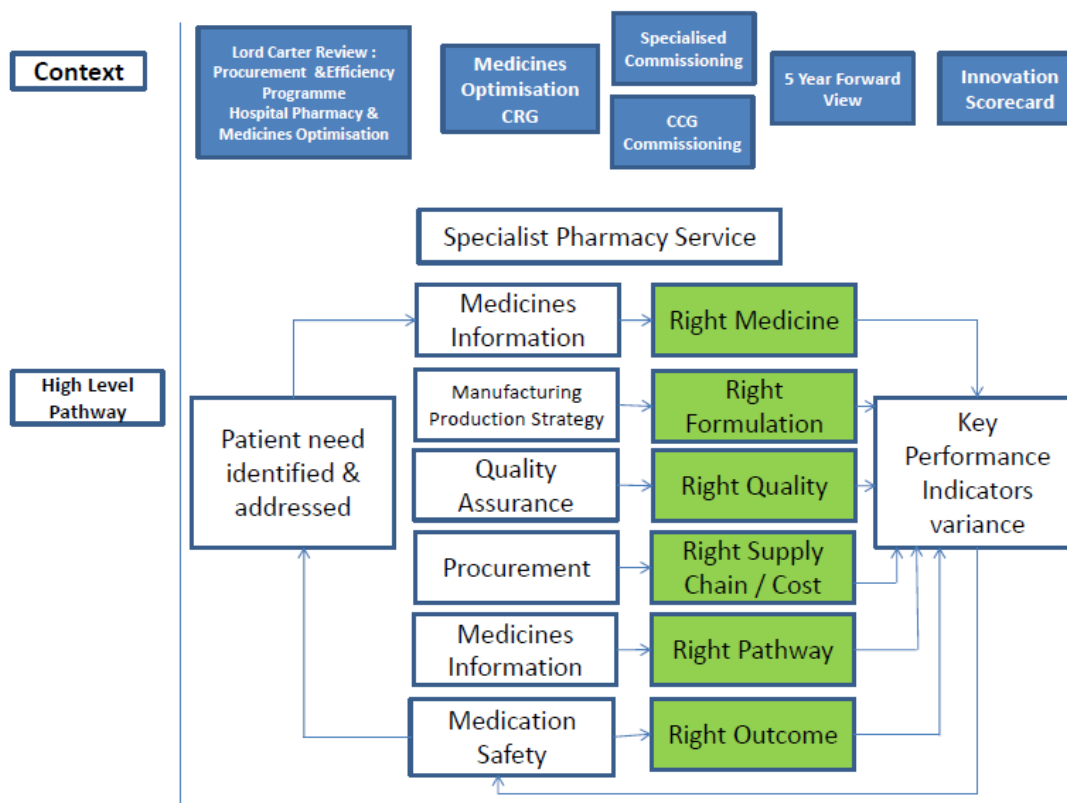 Context
Lord Carter Review :
Procurement &Efficiency
Programme
Hospital Pharmacy &
Medicines Optimisation
Medicines
Optimisation
CRG
Specialised
Commissioning
CCG
Commissioning
5 Year Forward
View
Innovation
Scorecard
Specialist Pharmacy Service
High Level
Pathway
Patient need
identified &
addressed
Medicines
Information
Right Medicine
Manufacturing
Production Strategy
Right
Formulation
Quality
Assurance
Right Quality
Procurement
Right Supply
Chain / Cost
Medicines
Information
Right Pathway
Medication
Safety
Right Outcome
Key
Performance
Indicators
variance